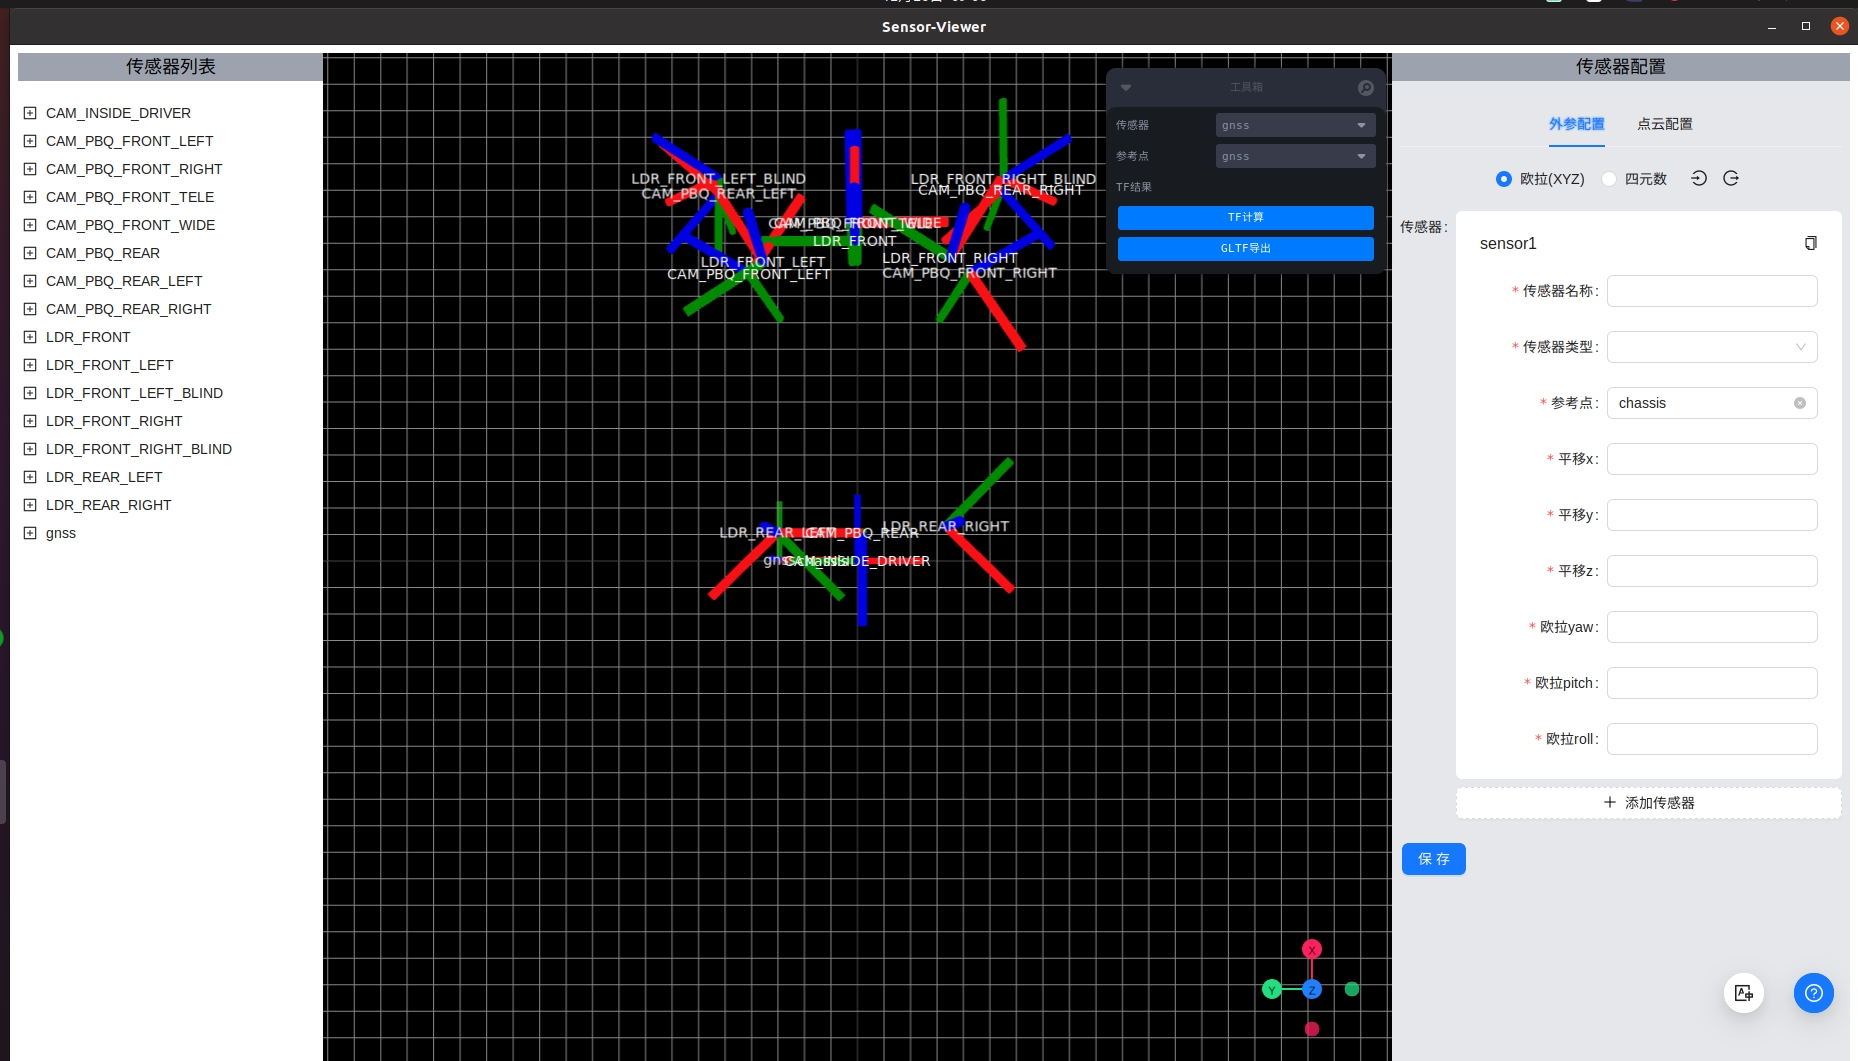 Sensor-Viewer
传感器列表
CAM_INSIDE_DRIVER
CAM_PBQ_FRONT_LEFT
CAM_PBQ_FRONT_RIGHT
CAM_PBQ_FRONT_TELE
CAM_PBQ_FRONT_WIDE
CAM_PBQ_REAR
CAM_PBQ_REAR_LEFT
CAM_PBQ_REAR_RIGHT
LDR_FRONT
LDR_FRONT_LEFT
LDR_FRONT_LEFT_BLIND
LDR_FRONT_RIGHT
LDR_FRONT_RIGHT_BLIND
LDR_REAR_LEFT
LDR_REAR_RIGHT
gnss
LDR_FRONT_LEFT_BLIND
CAM_PBQ_REAR_LEFT
LDR_FRONT_RIGHT_BLIND
CAM_PBQ_REAR_RIGHT
LDR_FRONT
LDR_FRONT_LEFT
CAM_PBQ_FRONT_LEFT
LDR_FRONT_RIGHT
CAM_PBQ_FRONT_RIGHT
LDR_REAR_LEFT
CAM_PBQ_REAR
LDR_REAR_RIGHT
gnss
chassis
CAM_INSIDE_DRIVER
X
Y
Z
工具箱
传感器
gnss
参考点
gnss
TF结果
TF计算
GLTF导出
传感器配置
外参配置
点云配置
欧拉(XYZ)
四元数
传感器:
sensor1
* 传感器名称:
* 传感器类型:
* 参考点:
chassis
* 平移x:
* 平移y:
* 平移z:
* 欧拉yaw:
* 欧拉pitch:
* 欧拉roll:
添加传感器
保 存